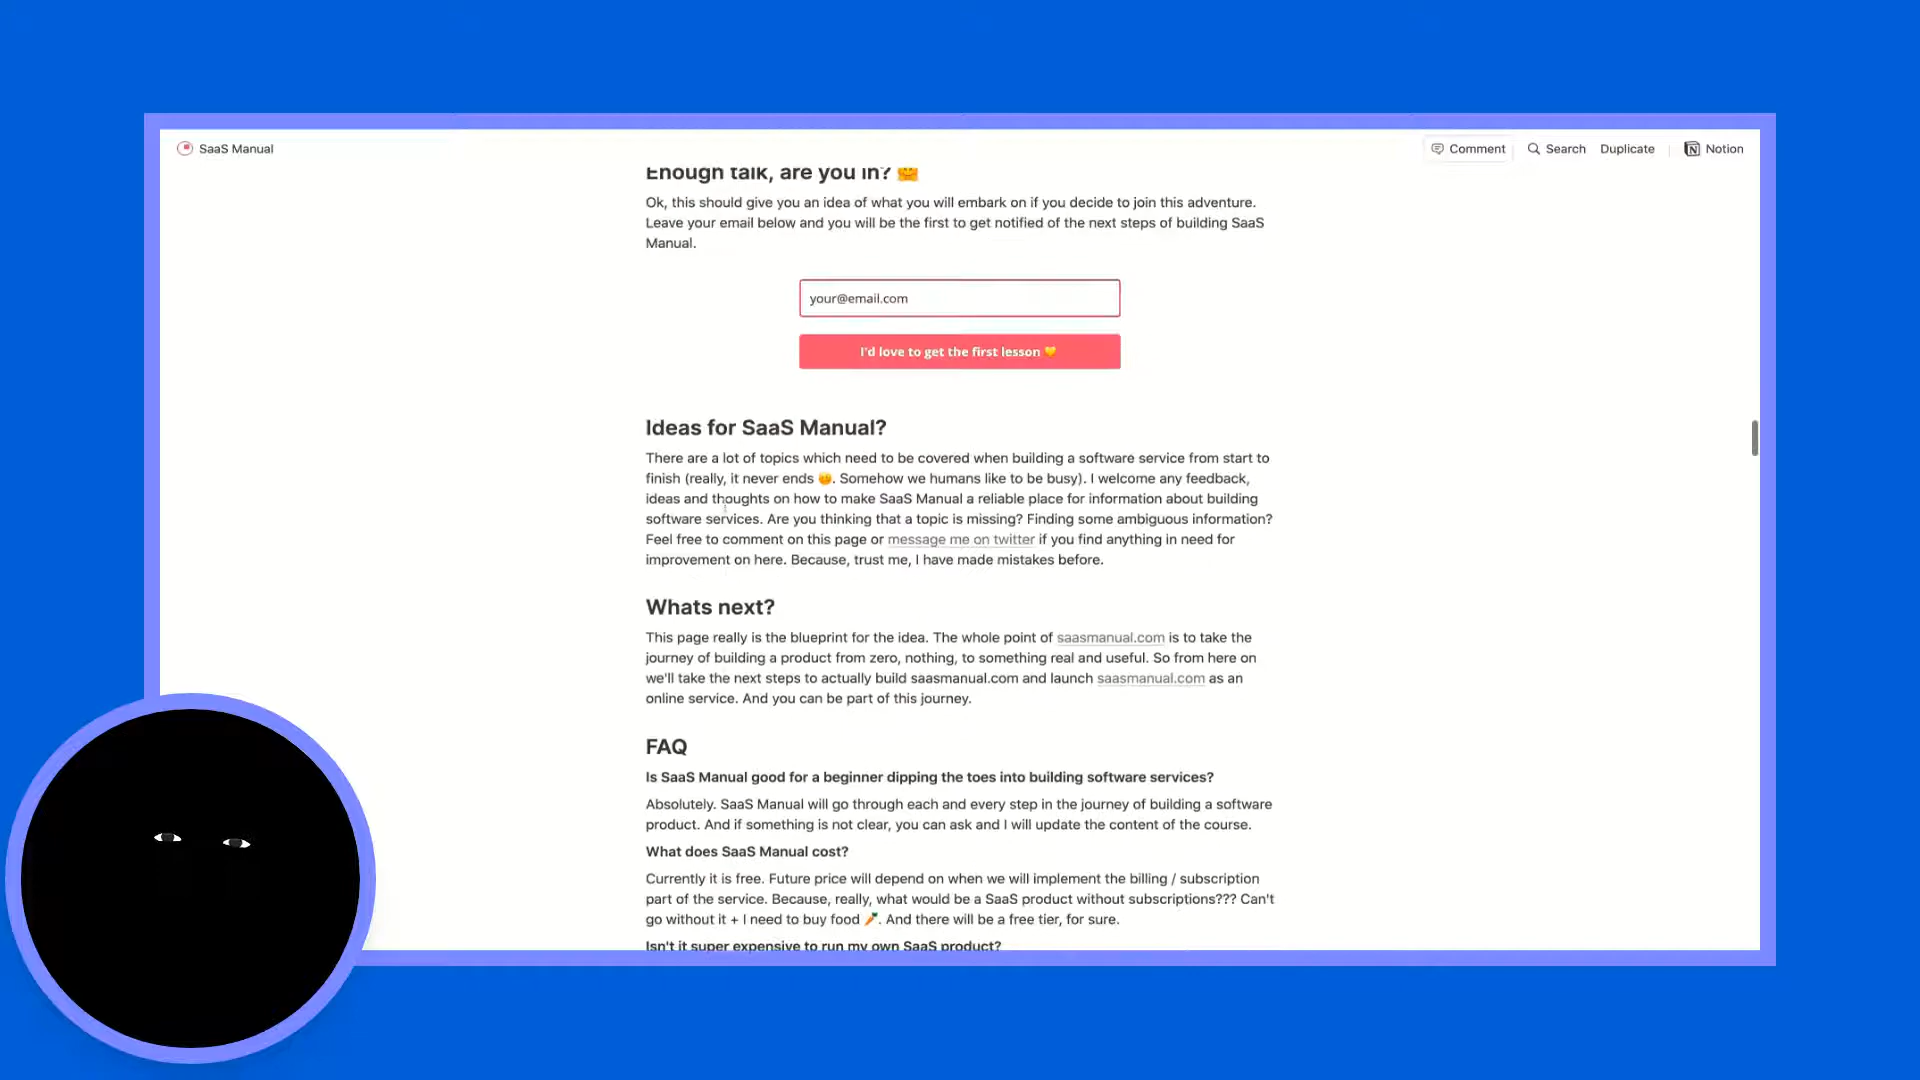 SaaS Manual
Comment
Search
Duplicate
Notion
Enough talk, are you in?
Ok, this should give you an idea of what you will embark on if you decide to join this adventure.
Leave your email below and you will be the first to get notified of the next steps of building SaaS
Manual.
your@email.com
I'd love to get the first lesson 💛
Ideas for SaaS Manual?
There are a lot of topics which need to be covered when building a software service from start to
finish (really, it never ends 😊. Somehow we humans like to be busy). I welcome any feedback,
ideas and thoughts on how to make SaaS Manual a reliable place for information about building
software services. Are you thinking that a topic is missing? Finding some ambiguous information?
Feel free to comment on this page or message me on twitter if you find anything in need for
improvement on here. Because, trust me, I have made mistakes before.
Whats next?
This page really is the blueprint for the idea. The whole point of saasmanual.com is to take the
journey of building a product from zero, nothing, to something real and useful. So from here on
we'll take the next steps to actually build saasmanual.com and launch saasmanual.com as an
online service. And you can be part of this journey.
FAQ
Is SaaS Manual good for a beginner dipping the toes into building software services?
Absolutely. SaaS Manual will go through each and every step in the journey of building a software
product. And if something is not clear, you can ask and I will update the content of the course.
What does SaaS Manual cost?
Currently it is free. Future price will depend on when we will implement the billing / subscription
part of the service. Because, really, what would be a SaaS product without subscriptions??? Can't
go without it + I need to buy food 🥕. And there will be a free tier, for sure.
Isn't it super expensive to run my own SaaS product?